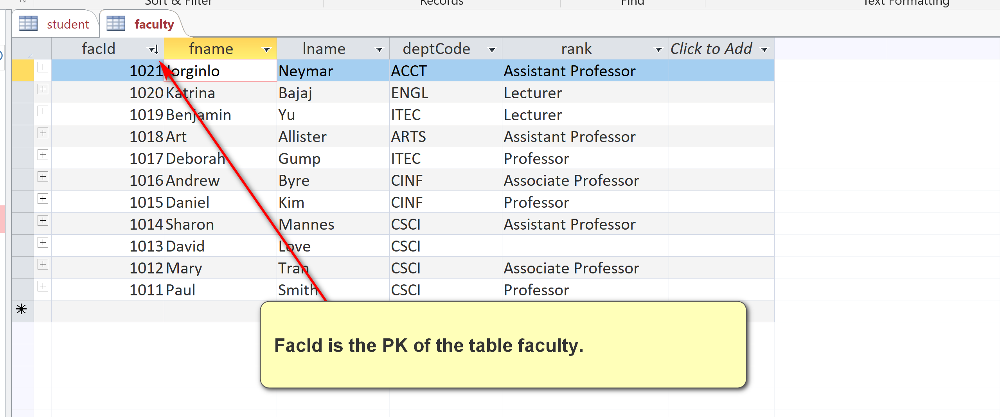 Sort & Filter Records Find Text Formatting
student faculty
facId fname lname deptCode rank Click to Add
1021 Jorginlo Neymar ACCT Assistant Professor
1020 Katrina Bajaj ENGL Lecturer
1019 Benjamin Yu ITEC Lecturer
1018 Art Allister ARTS Assistant Professor
1017 Deborah Gump ITEC Professor
1016 Andrew Byre CINF Associate Professor
1015 Daniel Kim CINF Professor
1014 Sharon Mannes CSCI Assistant Professor
1013 David Love CSCI
1012 Mary Tran CSCI Associate Professor
1011 Paul Smith CSCI Professor
FacId is the PK of the table faculty.